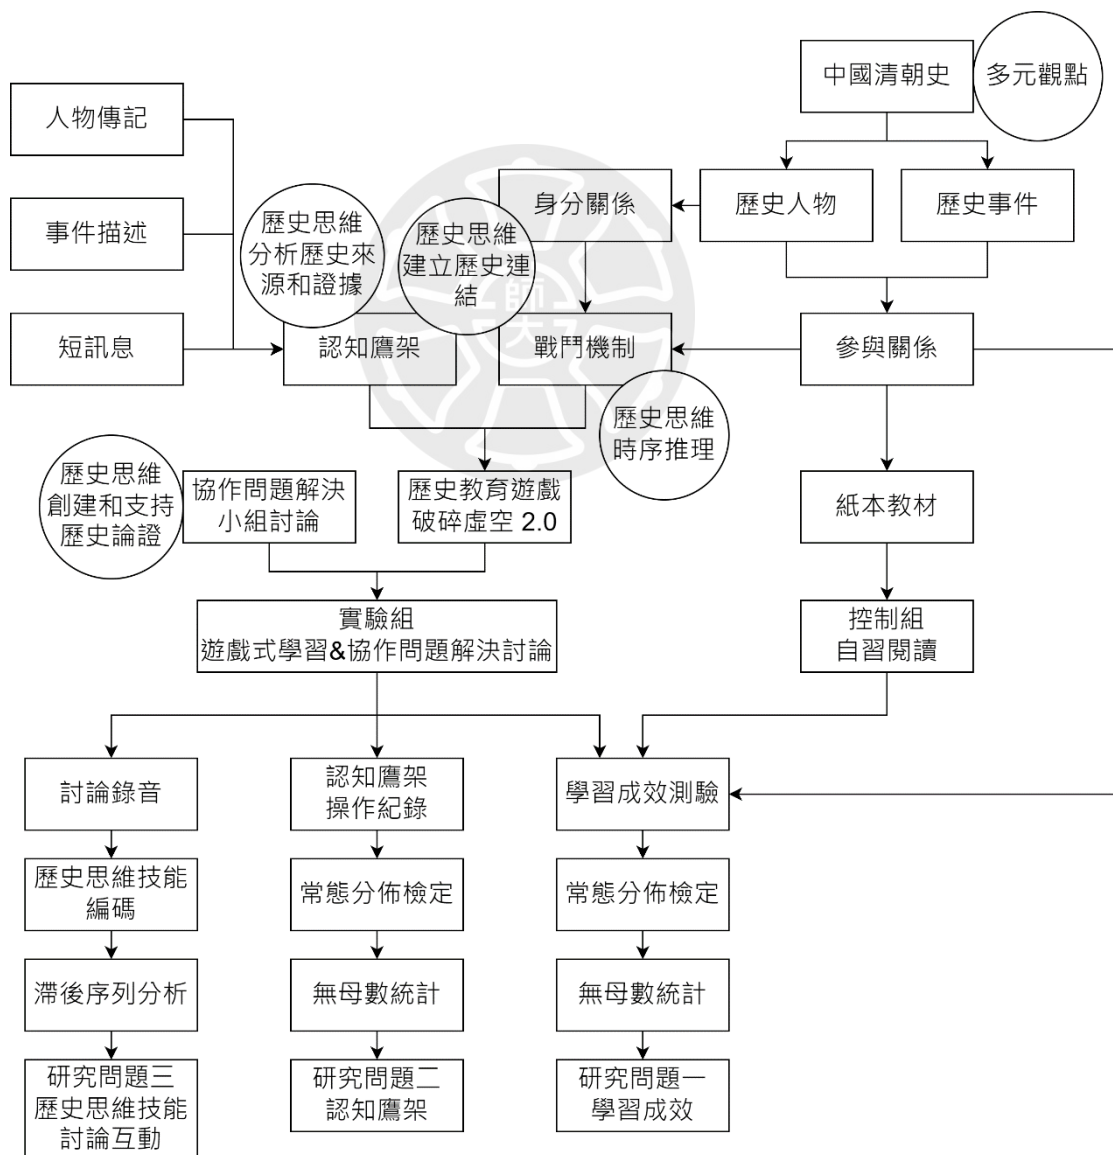 中國清朝史
多元觀點
人物傳記
身分關係
歷史人物
歷史事件
事件描述
歷史思維
分析歷史來
源和證據
歷史思維
建立歷史連
結
師
大
短訊息
認知鷹架
戰鬥機制
參與關係
歷史思維
時序推理
歷史思維
創建和支持
歷史論證
協作問題解決
小組討論
歷史教育遊戲
破碎虛空 2.0
紙本教材
實驗組
遊戲式學習&協作問題解決討論
控制組
自習閱讀
討論錄音
認知鷹架
操作紀錄
學習成效測驗
歷史思維技能
編碼
常態分佈檢定
常態分佈檢定
滯後序列分析
無母數統計
無母數統計
研究問題三
歷史思維技能
討論互動
研究問題二
認知鷹架
研究問題一
學習成效